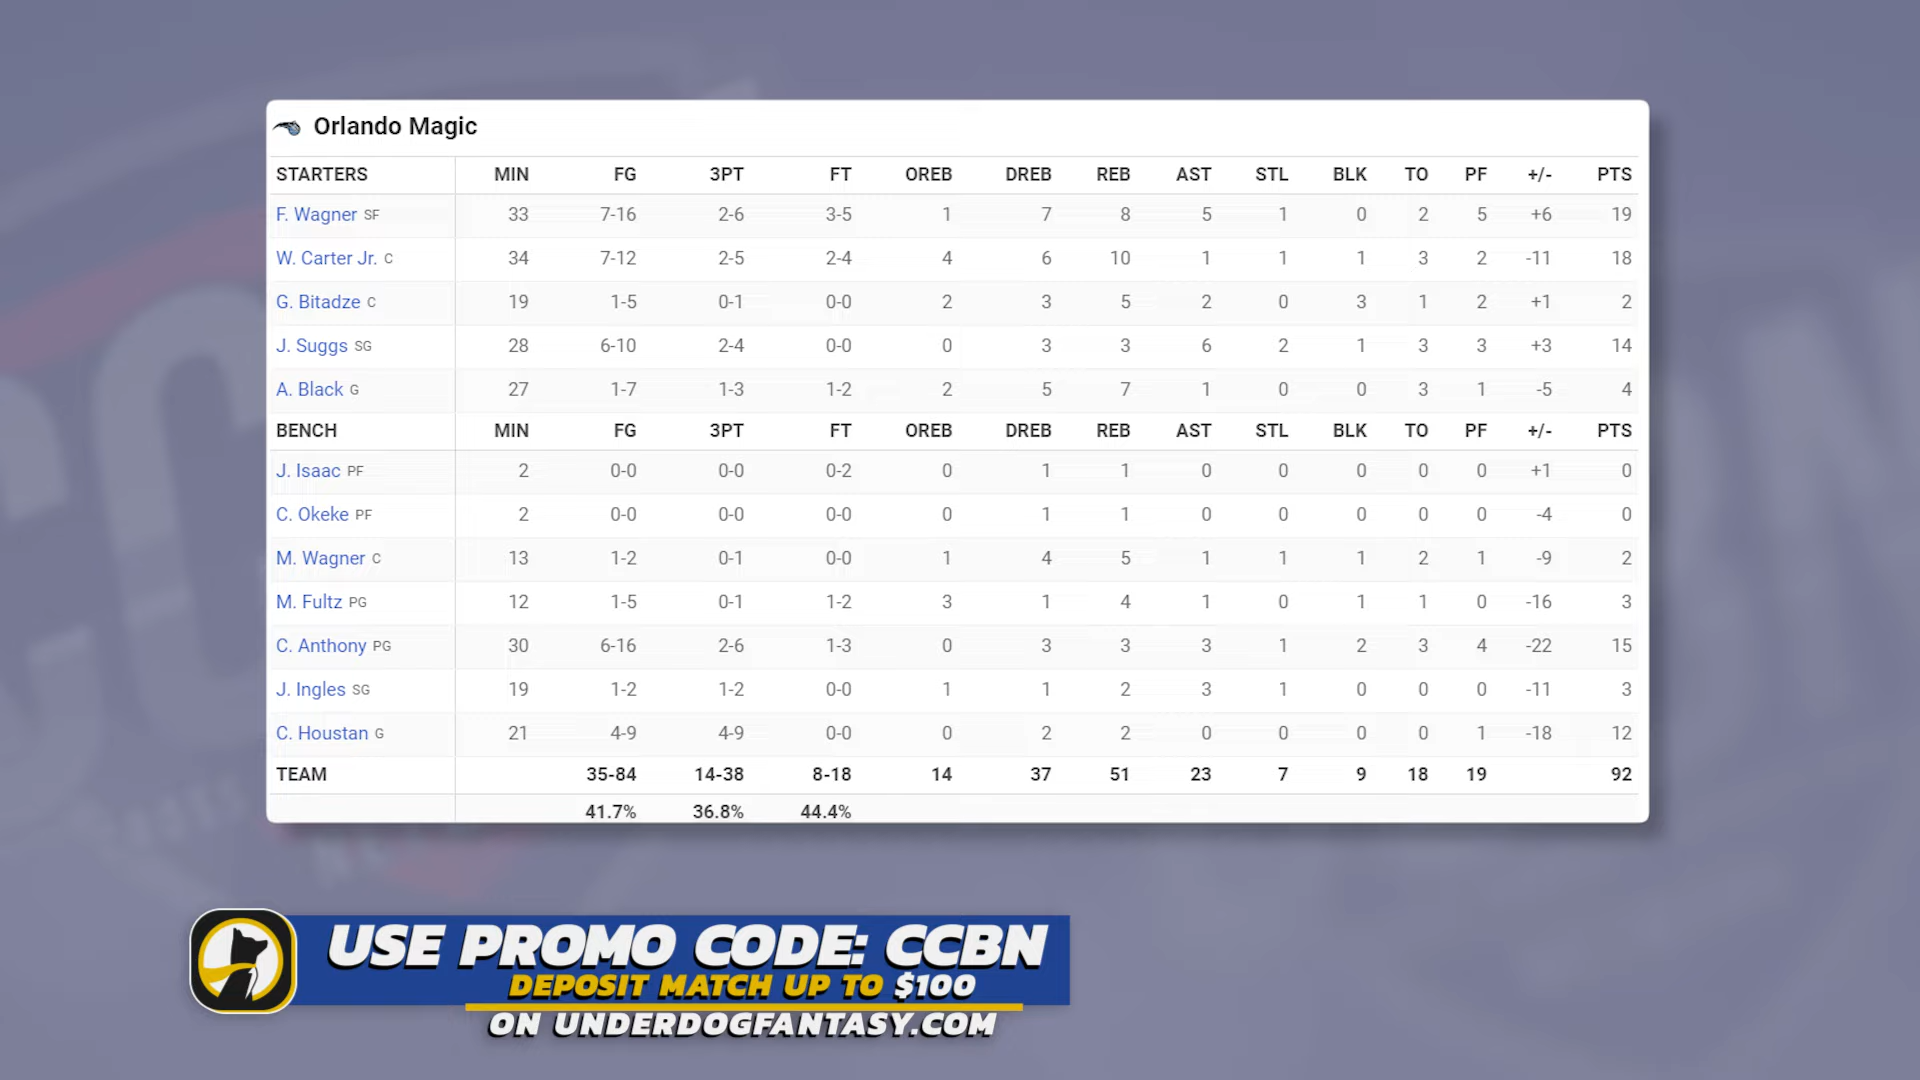 Orlando Magic
STARTERS MIN FG 3PT FT OREB DREB REB AST STL BLK TO PF +/- PTS
F. Wagner SF 33 7-16 2-6 3-5 1 7 8 5 1 0 2 5 +6 19
W. Carter Jr. C 34 7-12 2-5 2-4 4 6 10 1 1 1 3 2 -11 18
G. Bitadze C 19 1-5 0-1 0-0 2 3 5 2 0 3 1 2 +1 2
J. Suggs SG 28 6-10 2-4 0-0 0 3 3 6 2 1 3 3 +3 14
A. Black G 27 1-7 1-3 1-2 2 5 7 1 0 0 3 1 -5 4
BENCH MIN FG 3PT FT OREB DREB REB AST STL BLK TO PF +/- PTS
J. Isaac PF 2 0-0 0-0 0-2 0 1 1 0 0 0 0 0 +1 0
C. Okeke PF 2 0-0 0-0 0-0 0 1 1 0 0 0 0 0 -4 0
M. Wagner C 13 1-2 0-1 0-0 1 4 5 1 1 1 2 1 -9 2
M. Fultz PG 12 1-5 0-1 1-2 3 1 4 1 0 1 1 0 -16 3
C. Anthony PG 30 6-16 2-6 1-3 0 3 3 3 1 2 3 4 -22 15
J. Ingles SG 19 1-2 1-2 0-0 1 1 2 3 1 0 0 0 -11 3
C. Houstan G 21 4-9 4-9 0-0 0 2 2 0 0 0 0 1 -18 12
TEAM 35-84 14-38 8-18 14 37 51 23 7 9 18 19 92
41.7% 36.8% 44.4%
USE PROMO CODE: CCBN
DEPOSIT MATCH UP TO $100
ON UNDERDOGFANTASY.COM